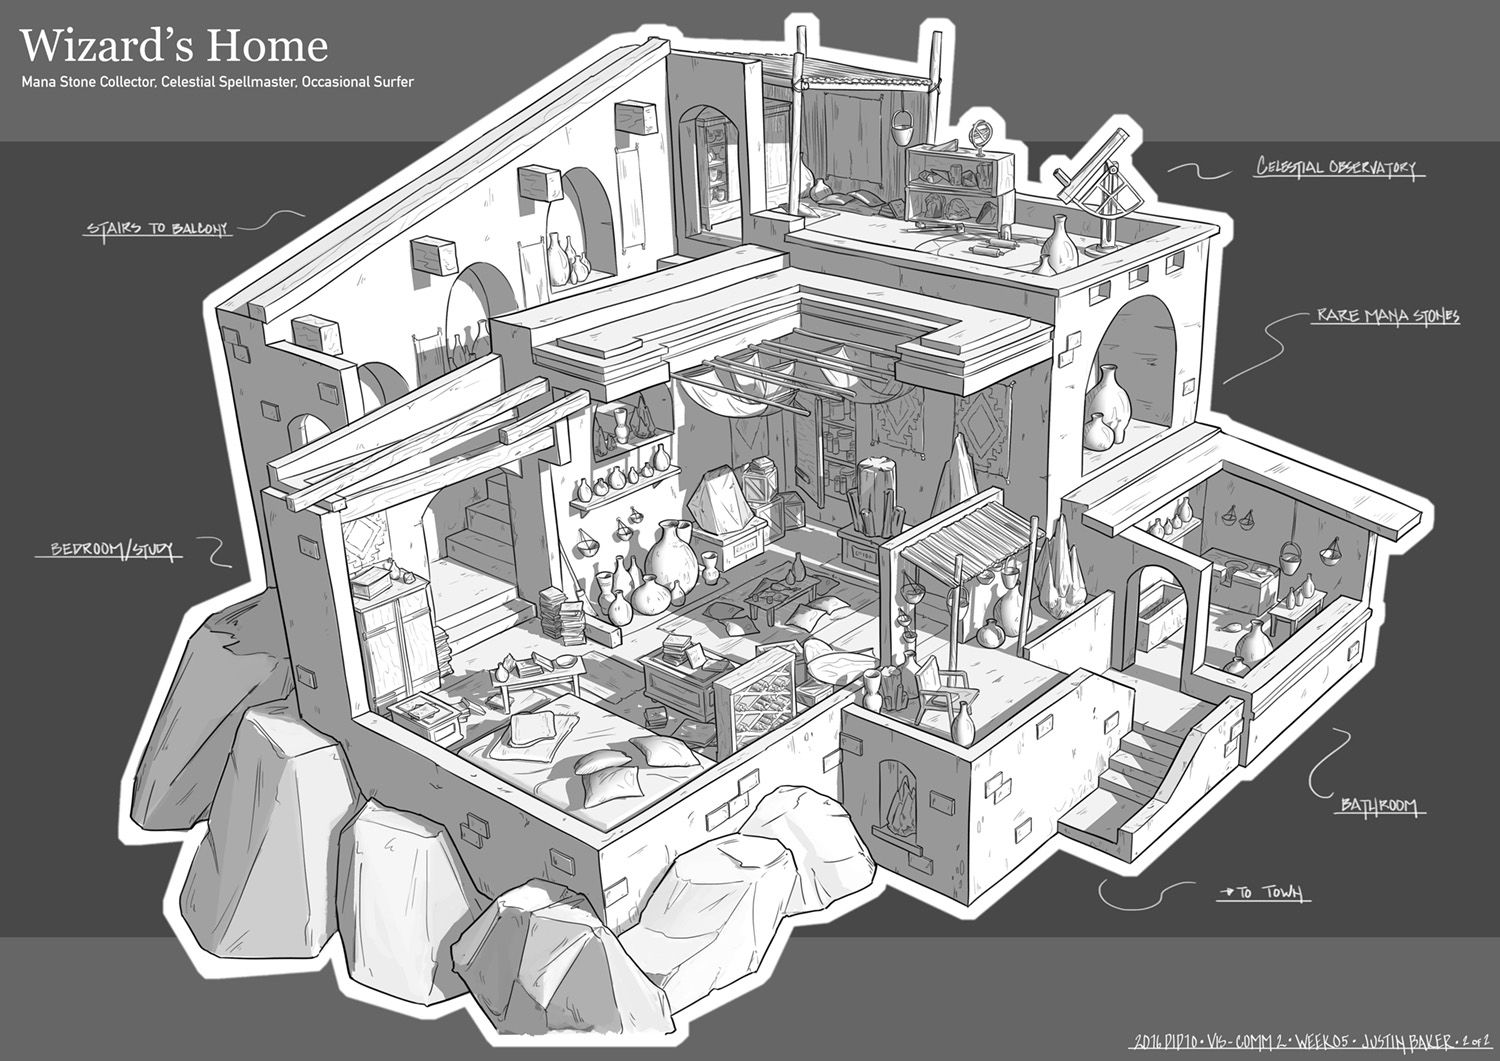 Wizard's Home
Mana Stone Collector, Celestial Spellmaster, Occasional Surfer
CELESTIAL OBSERVATORY
STAIRS TO BALCONY
RARE MANA STONES
BEDROOM/STUDY
BATHROOM
→ TO TOWN
2016 DID10 • VIS-COMM 2 • WEEK05 • JUSTIN BAKER • 2 of 2